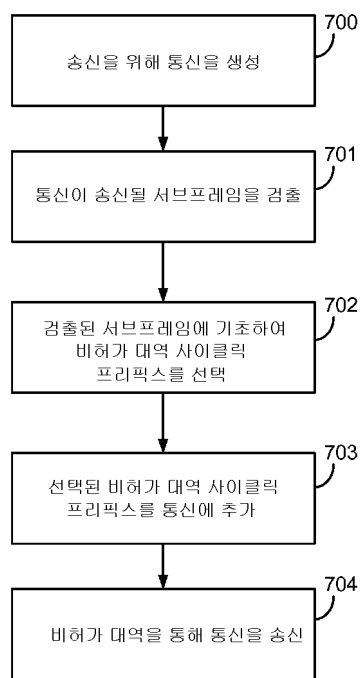 700
송신을 위해 통신을 생성
701
통신이 송신될 서브프레임을 검출
702
검출된 서브프레임에 기초하여
비허가 대역 사이클릭
프리픽스를 선택
703
선택된 비허가 대역 사이클릭
프리픽스를 통신에 추가
704
비허가 대역을 통해 통신을 송신